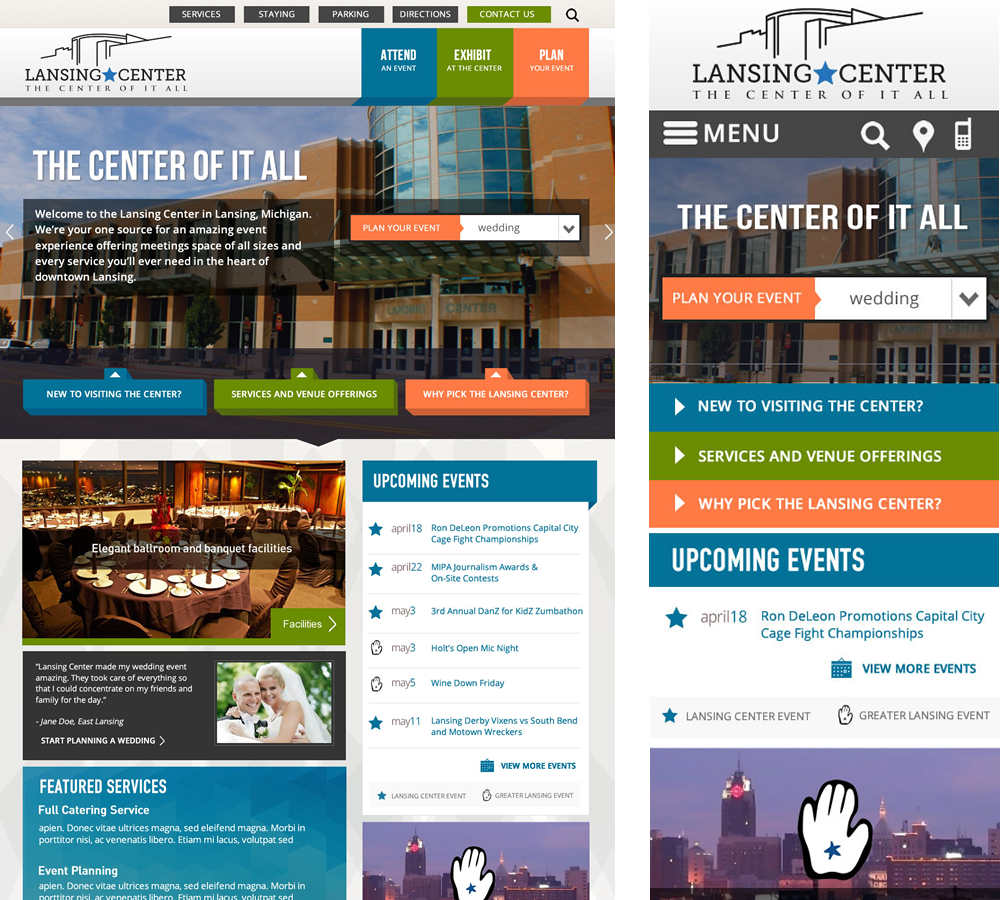 SERVICES
STAYING
PARKING
DIRECTIONS
CONTACT US
LANSING CENTER
THE CENTER OF IT ALL
ATTEND
AN EVENT
EXHIBIT
AT THE CENTER
PLAN
YOUR EVENT
THE CENTER OF IT ALL
Welcome to the Lansing Center in Lansing, Michigan.
We're your one source for an amazing event
experience offering meetings space of all sizes and
every service you'll ever need in the heart of
downtown Lansing.
PLAN YOUR EVENT
wedding
CENTER
NEW TO VISITING THE CENTER?
SERVICES AND VENUE OFFERINGS
WHY PICK THE LANSING CENTER?
Elegant ballroom and banquet facilities
Facilities
"Lansing Center made my wedding event
amazing. They took care of everything so
that I could concentrate on my friends and
family for the day."
- Jane Doe, East Lansing
START PLANNING A WEDDING
FEATURED SERVICES
Full Catering Service
apien. Donec vitae ultrices magna, sed eleifend magna. Morbi in
porttitor nisi, ac venenatis libero. Etiam mi lacus, volutpat sed
Event Planning
apien. Donec vitae ultrices magna, sed eleifend magna. Morbi in
porttitor nisi, ac venenatis libero. Etiam mi lacus, volutpat sed
UPCOMING EVENTS
april18 Ron DeLeon Promotions Capital City
Cage Fight Championships
april22 MIPA Journalism Awards &
On-Site Contests
may3 3rd Annual DanZ for KidZ Zumbathon
may3 Holt's Open Mic Night
may5 Wine Down Friday
may11 Lansing Derby Vixens vs South Bend
and Motown Wreckers
VIEW MORE EVENTS
LANSING CENTER EVENT
GREATER LANSING EVENT
LANSING CENTER
THE CENTER OF IT ALL
MENU
THE CENTER OF IT ALL
PLAN YOUR EVENT
wedding
CENTER
NEW TO VISITING THE CENTER?
SERVICES AND VENUE OFFERINGS
WHY PICK THE LANSING CENTER?
UPCOMING EVENTS
april18 Ron DeLeon Promotions Capital City
Cage Fight Championships
VIEW MORE EVENTS
LANSING CENTER EVENT
GREATER LANSING EVENT